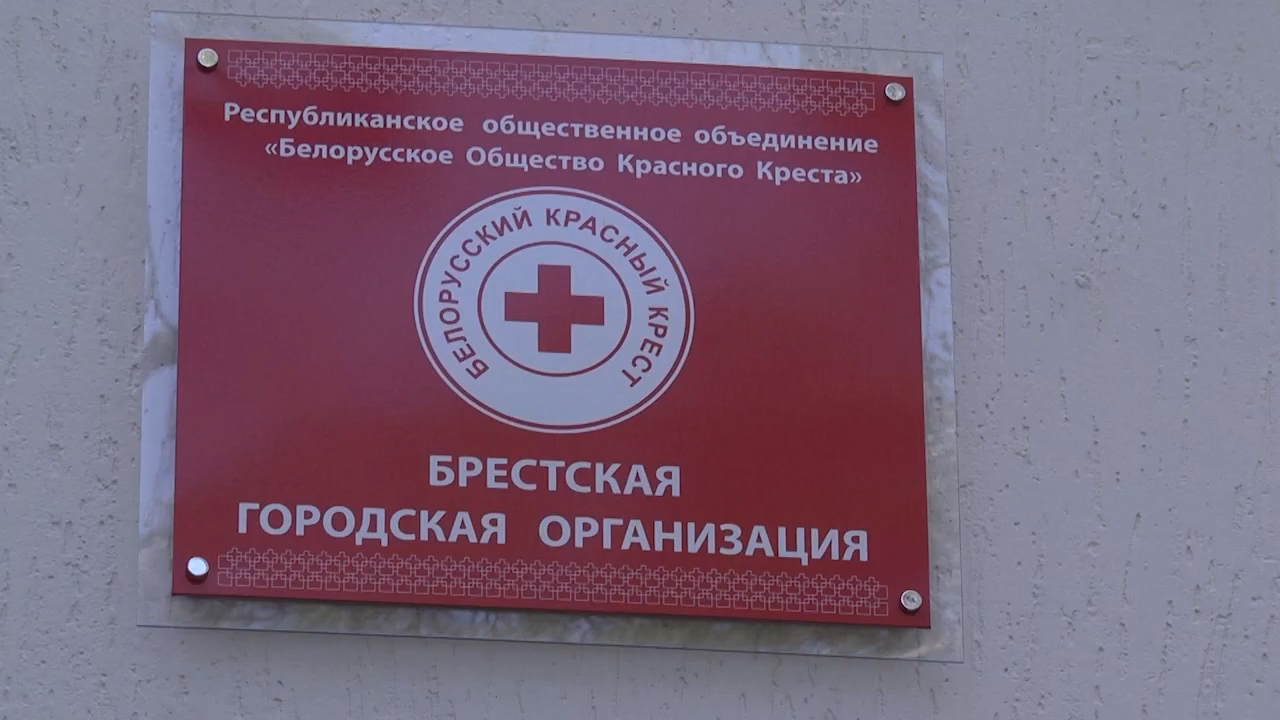 Республиканское общественное объединение
«Белорусское Общество Красного Креста»
БЕЛОРУССКИЙ КРАСНЫЙ КРЕСТ
БРЕСТСКАЯ
ГОРОДСКАЯ ОРГАНИЗАЦИЯ